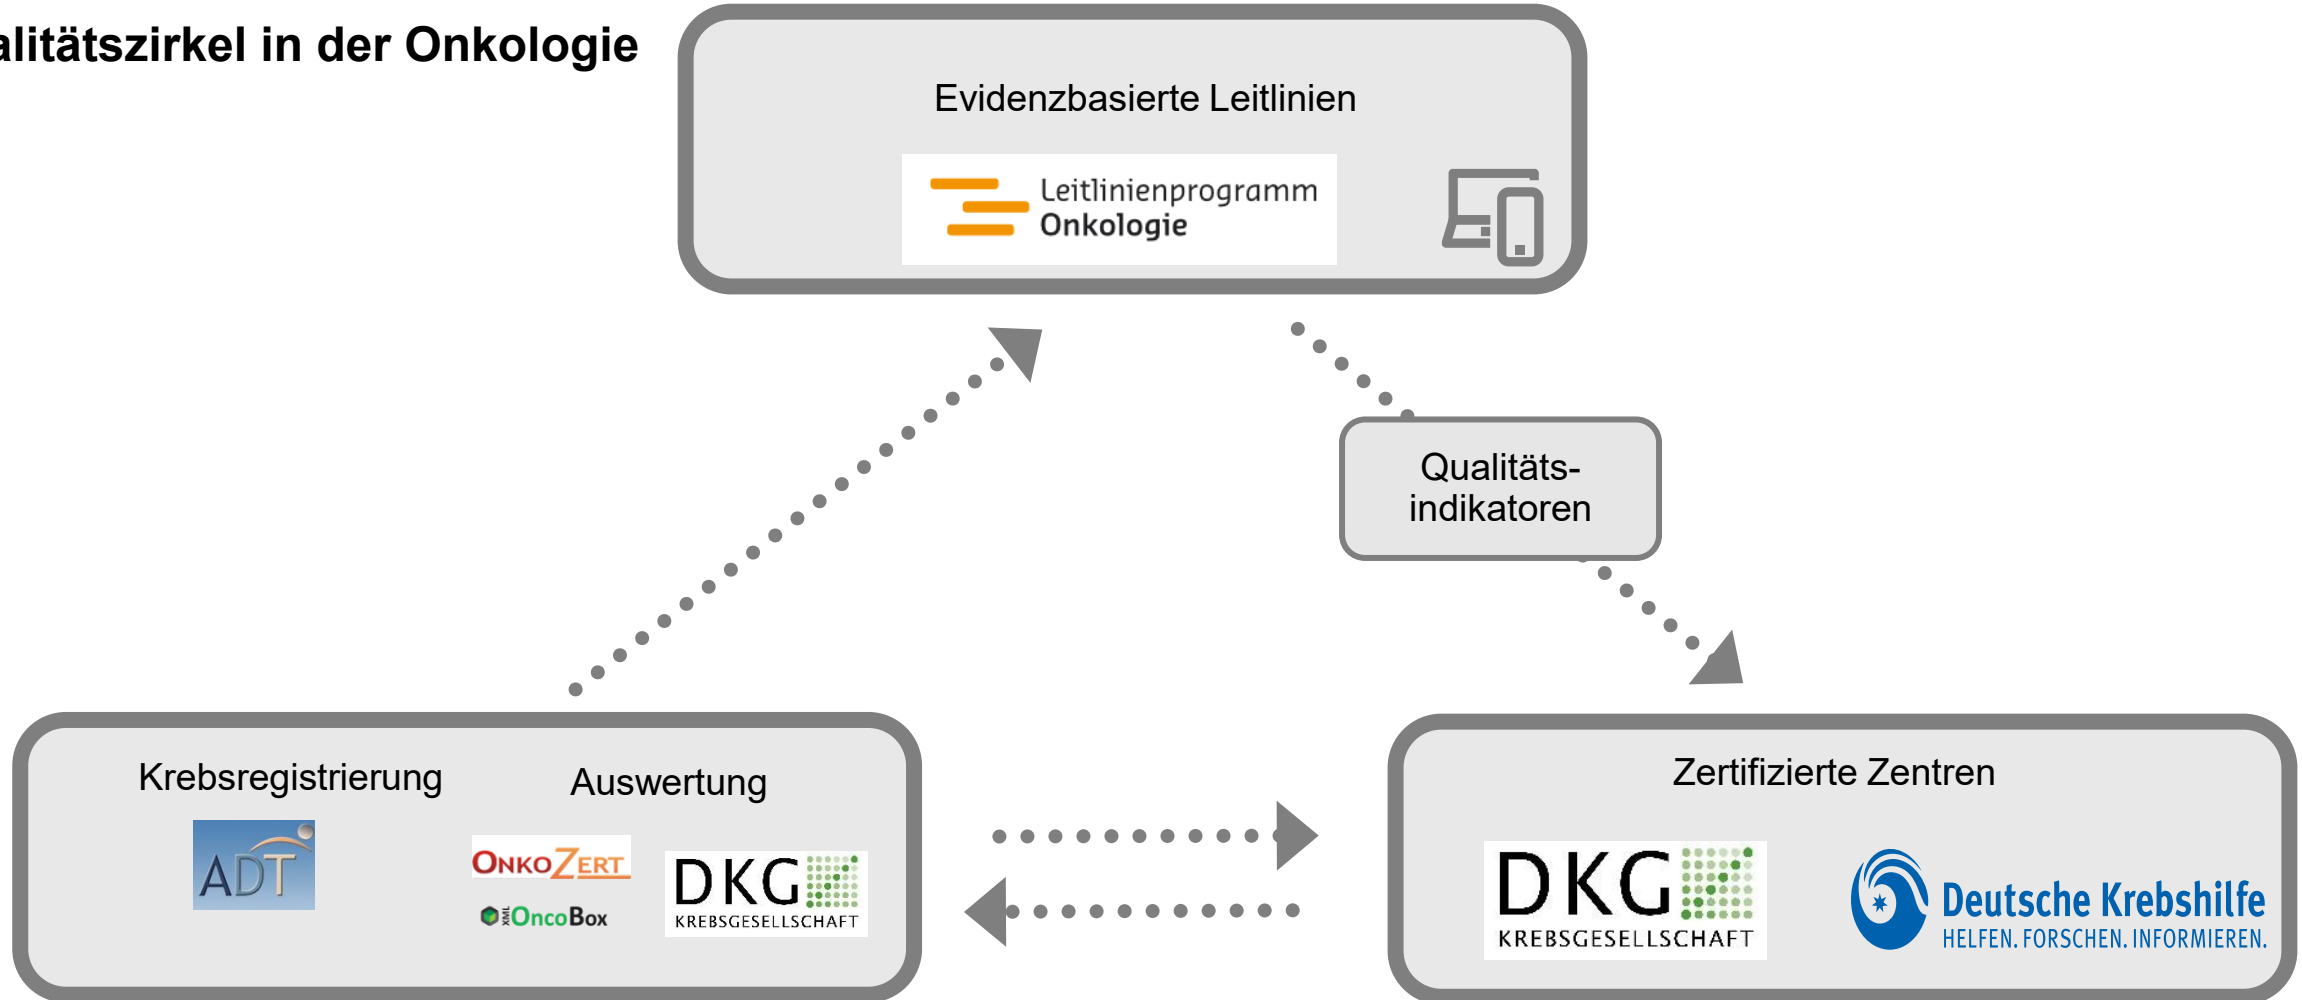 alitätszirkel in der Onkologie
Evidenzbasierte Leitlinien
Leitlinienprogramm
Onkologie
Qualitäts-
indikatoren
Krebsregistrierung
Auswertung
ADT
ONKOZERT
XML OncoBox
DKG
KREBSGESELLSCHAFT
Zertifizierte Zentren
DKG
KREBSGESELLSCHAFT
Deutsche Krebshilfe
HELFEN. FORSCHEN. INFORMIEREN.